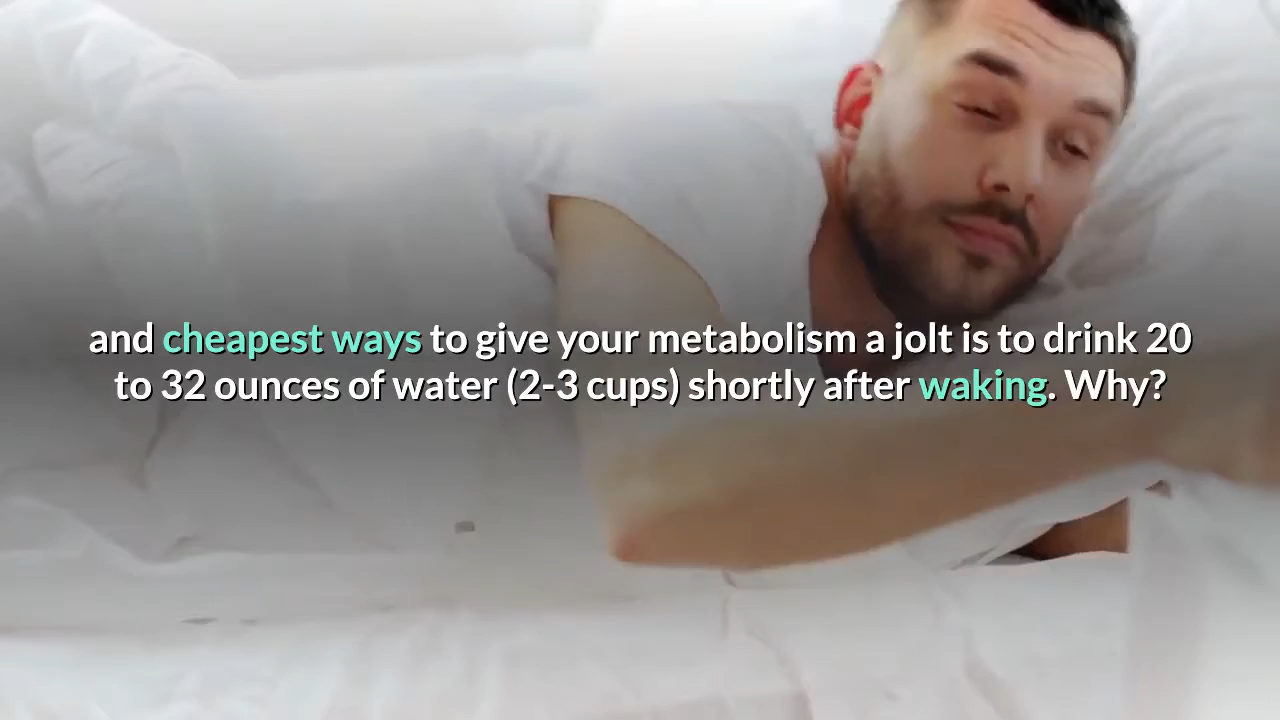 and cheapest ways to give your metabolism a jolt is to drink 20
to 32 ounces of water (2-3 cups) shortly after waking. Why?